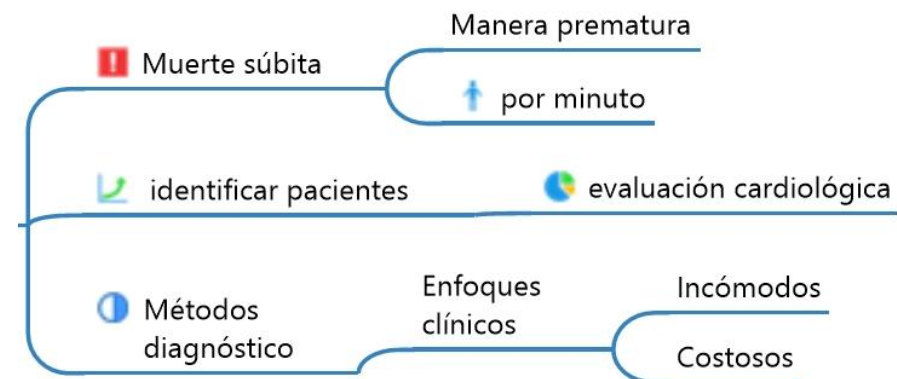 Manera prematura
Muerte súbita
por minuto
identificar pacientes
evaluación cardiológica
Métodos
diagnóstico
Enfoques
clínicos
Incómodos
Costosos